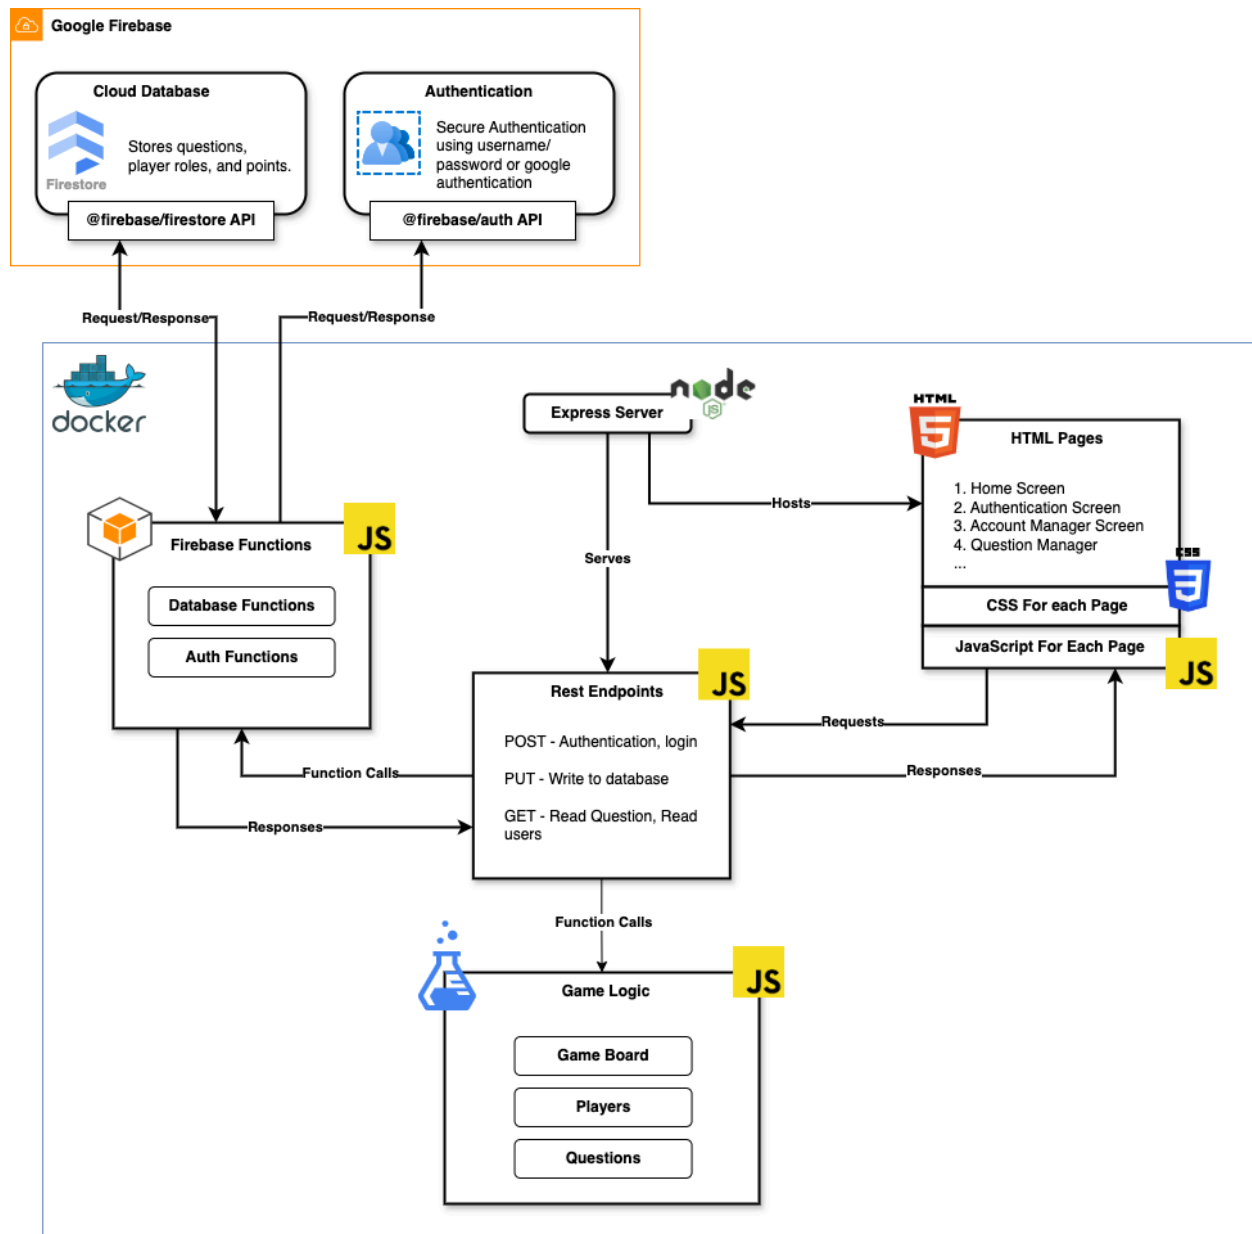 Google Firebase
Cloud Database
Stores questions,
player roles, and points.
Firestore
@firebase/firestore API
Authentication
Secure Authentication
using username/
password or google
authentication
@firebase/auth API
Request/Response
Request/Response
docker
Express Server
node
JS
HTML
5
HTML Pages
1. Home Screen
2. Authentication Screen
3. Account Manager Screen
4. Question Manager
...
CSS
3
CSS For each Page
JavaScript For Each Page
JS
Hosts
Serves
Firebase Functions
JS
Database Functions
Auth Functions
Rest Endpoints
JS
POST - Authentication, login
PUT - Write to database
GET - Read Question, Read
users
Requests
Responses
Function Calls
Responses
Function Calls
Game Logic
JS
Game Board
Players
Questions